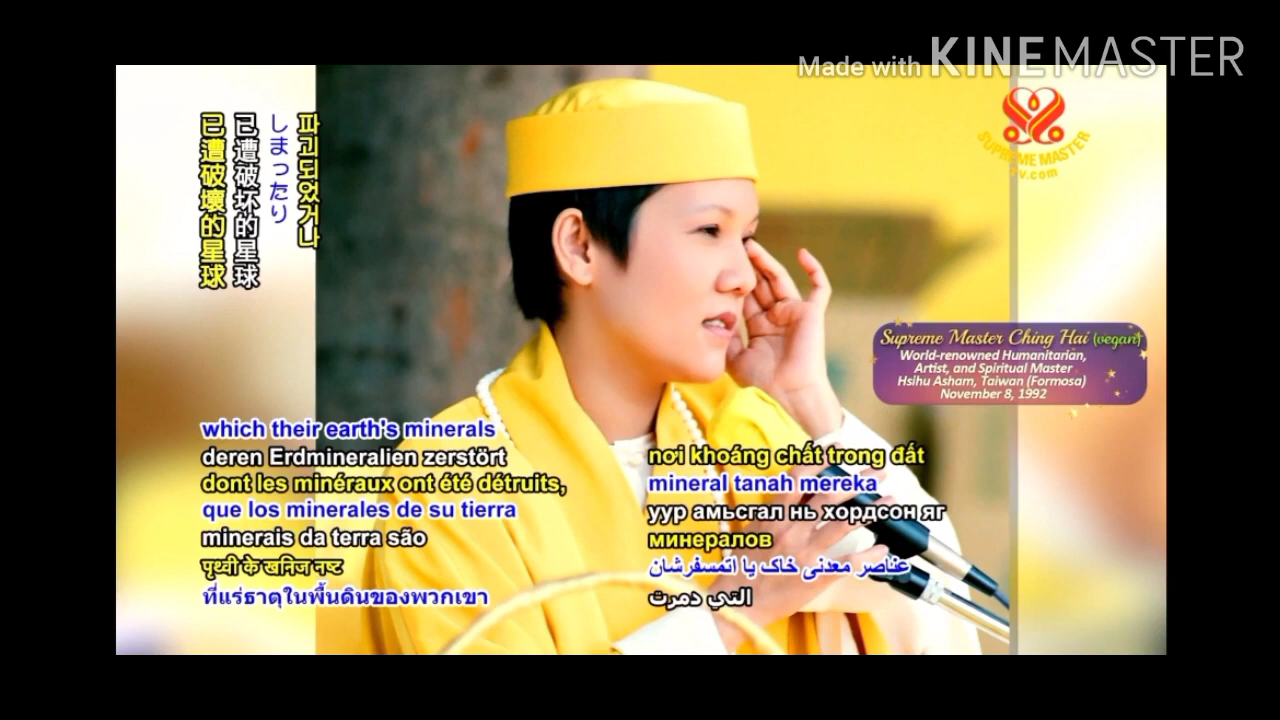 Made with KINEMASTER
SUPREME MASTER
TV.com
파괴되었거나
しまったり
已遭破坏的星球
已遭破壞的星球
Supreme Master Ching Hai (vegan)
World-renowned Humanitarian,
Artist, and Spiritual Master
Hsihu Asham, Taiwan (Formosa)
November 8, 1992
which their earth's minerals
deren Erdmineralien zerstört
dont les minéraux ont été détruits,
que los minerales de su tierra
minerais da terra são
पृथ्वी के खनिज नष्ट
ที่แร่ธาตุในพื้นดินของพวกเขา
nơi khoáng chất trong đất
mineral tanah mereka
уур амьсгал нь хордсон яг
минералов
عناصر معدنی خاک یا اتمسفرشان
التي دمرت